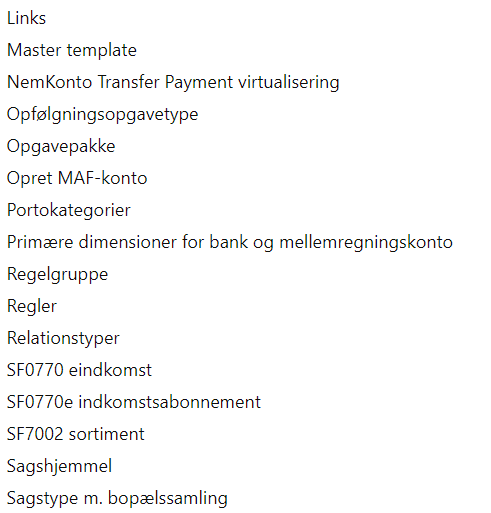 Links
Master template
NemKonto Transfer Payment virtualisering
Opfølgningsopgavetype
Opgavepakke
Opret MAF-konto
Portokategorier
Primære dimensioner for bank og mellemregningskonto
Regelgruppe
Regler
Relationstyper
SF0770 eindkomst
SF0770e indkomstsabonnement
SF7002 sortiment
Sagshjemmel
Sagstype m. bopælssamling